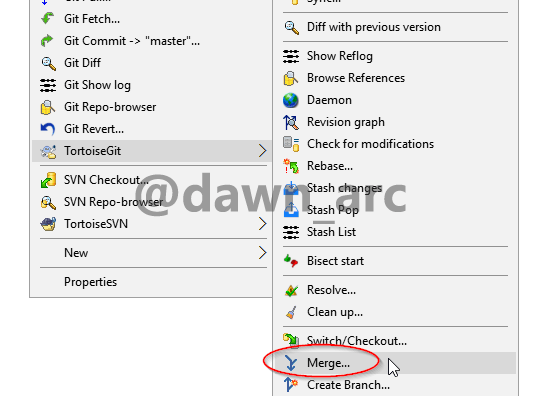 Git Fetch...
Git Commit -> "master"...
Git Diff
Git Show log
Git Repo-browser
Git Revert...
TortoiseGit
SVN Checkout...
SVN Repo-browser
TortoiseSVN
New
Properties
Sync...
Diff with previous version
Show Reflog
Browse References
Daemon
Revision graph
Check for modifications
Rebase...
Stash changes
Stash Pop
Stash List
Bisect start
Resolve...
Clean up...
Switch/Checkout...
Merge...
Create Branch...
@dawn_arc